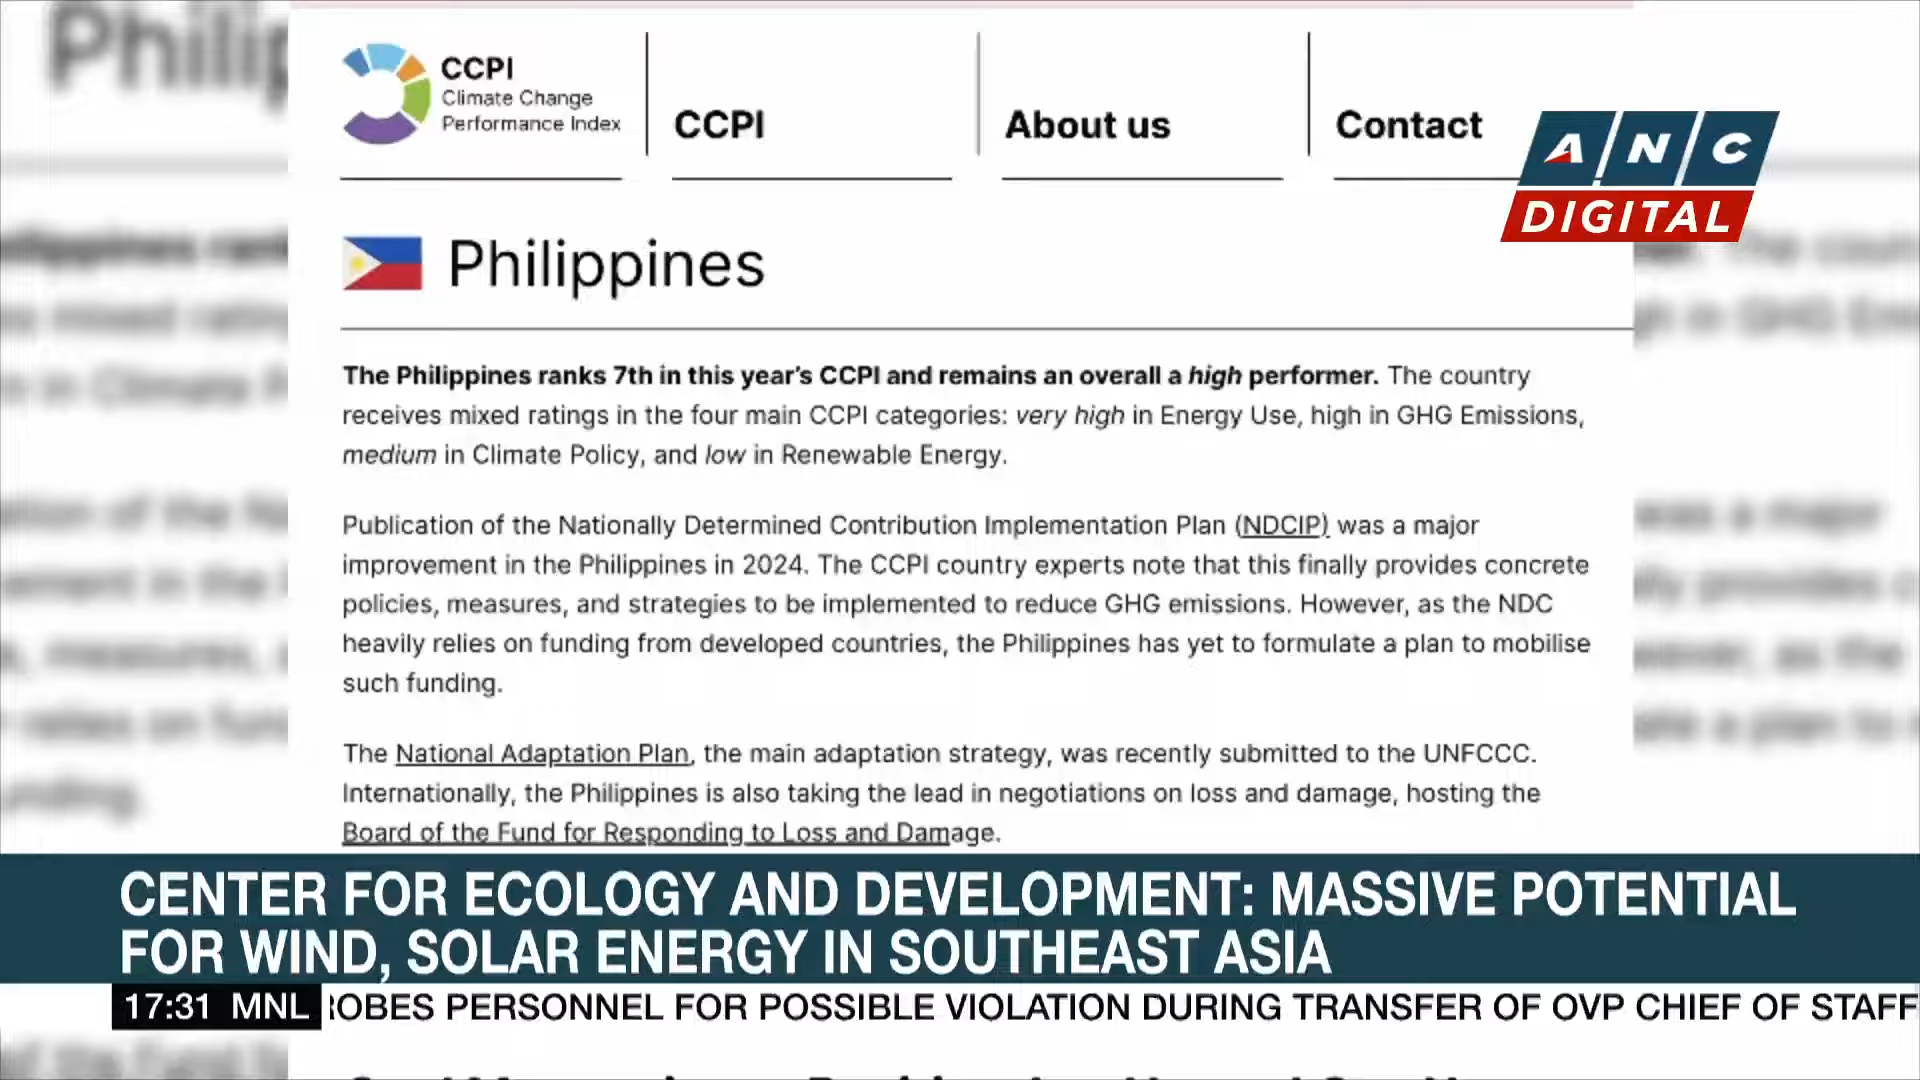 CCPI
Climate Change
Performance Index
CCPI
About us
Contact
ANC
DIGITAL
Philippines
The Philippines ranks 7th in this year's CCPI and remains an overall a high performer. The country
receives mixed ratings in the four main CCPI categories: very high in Energy Use, high in GHG Emissions,
medium in Climate Policy, and low in Renewable Energy.
Publication of the Nationally Determined Contribution Implementation Plan (NDCIP) was a major
improvement in the Philippines in 2024. The CCPI country experts note that this finally provides concrete
policies, measures, and strategies to be implemented to reduce GHG emissions. However, as the NDC
heavily relies on funding from developed countries, the Philippines has yet to formulate a plan to mobilise
such funding.
The National Adaptation Plan, the main adaptation strategy, was recently submitted to the UNFCCC.
Internationally, the Philippines is also taking the lead in negotiations on loss and damage, hosting the
Board of the Fund for Responding to Loss and Damage.
CENTER FOR ECOLOGY AND DEVELOPMENT: MASSIVE POTENTIAL
FOR WIND, SOLAR ENERGY IN SOUTHEAST ASIA
17:31 MNL ROBES PERSONNEL FOR POSSIBLE VIOLATION DURING TRANSFER OF OVP CHIEF OF STAFF